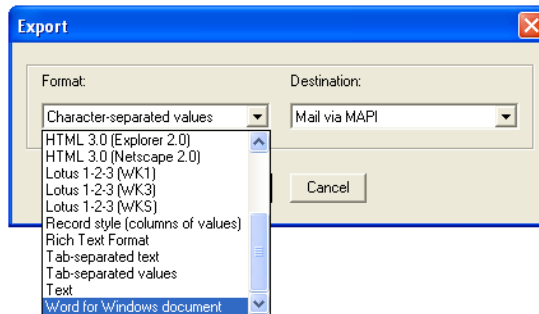 Export
Format:
Destination:
Character-separated values
Mail via MAPI
HTML 3.0 (Explorer 2.0)
HTML 3.0 (Netscape 2.0)
Lotus 1-2-3 (WK1)
Lotus 1-2-3 (WK3)
Lotus 1-2-3 (WKS)
Record style (columns of values)
Rich Text Format
Tab-separated text
Tab-separated values
Text
Word for Windows document
Cancel